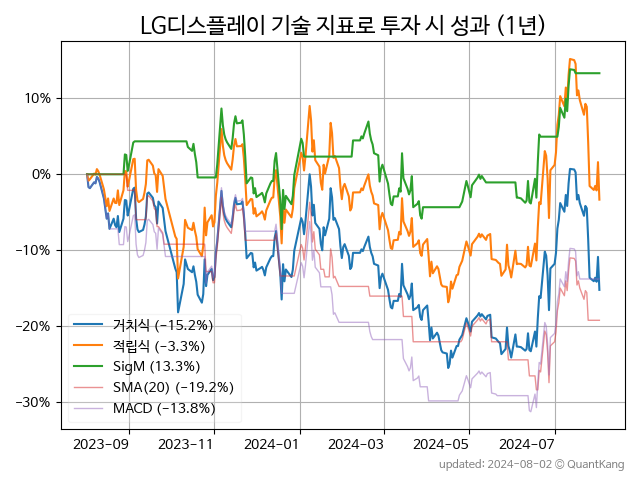 LG디스플레이 기술 지표로 투자 시 성과 (1년)
10%
0%
−10%
−20%
−30%
거치식 (−15.2%)
적립식 (−3.3%)
SigM (13.3%)
SMA(20) (−19.2%)
MACD (−13.8%)
2023-09 2023-11 2024-01 2024-03 2024-05 2024-07
updated: 2024-08-02 © QuantKang